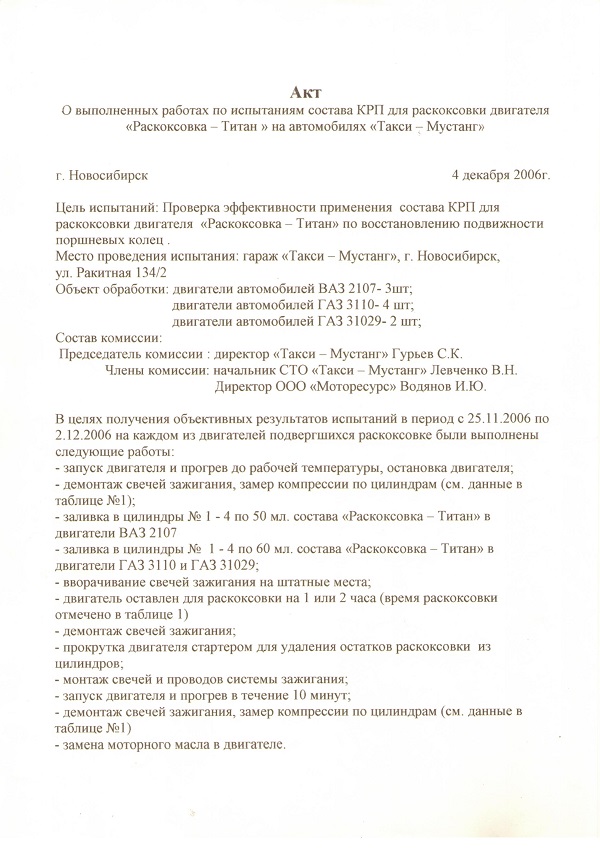 Акт
О выполненных работах по испытаниям состава КРП для раскоксовки двигателя
«Раскоксовка – Титан » на автомобилях «Такси – Мустанг»
г. Новосибирск 4 декабря 2006г.
Цель испытаний: Проверка эффективности применения состава КРП для
раскоксовки двигателя «Раскоксовка – Титан» по восстановлению подвижности
поршневых колец .
Место проведения испытания: гараж «Такси – Мустанг», г. Новосибирск,
ул. Ракитная 134/2
Объект обработки: двигатели автомобилей ВАЗ 2107- 3шт;
двигатели автомобилей ГАЗ 3110- 4 шт;
двигатели автомобилей ГАЗ 31029- 2 шт;
Состав комиссии:
Председатель комиссии : директор «Такси – Мустанг» Гурьев С.К.
Члены комиссии: начальник СТО «Такси – Мустанг» Левченко В.Н.
Директор ООО «Моторесурс» Водянов И.Ю.
В целях получения объективных результатов испытаний в период с 25.11.2006 по
2.12.2006 на каждом из двигателей подвергшихся раскоксовке были выполнены
следующие работы:
- запуск двигателя и прогрев до рабочей температуры, остановка двигателя;
- демонтаж свечей зажигания, замер компрессии по цилиндрам (см. данные в
таблице №1);
- заливка в цилиндры № 1 - 4 по 50 мл. состава «Раскоксовка – Титан» в
двигатели ВАЗ 2107
- заливка в цилиндры № 1 - 4 по 60 мл. состава «Раскоксовка – Титан» в
двигатели ГАЗ 3110 и ГАЗ 31029;
- вворачивание свечей зажигания на штатные места;
- двигатель оставлен для раскоксовки на 1 или 2 часа (время раскоксовки
отмечено в таблице 1)
- демонтаж свечей зажигания;
- прокрутка двигателя стартером для удаления остатков раскоксовки из
цилиндров;
- монтаж свечей и проводов системы зажигания;
- запуск двигателя и прогрев в течение 10 минут;
- демонтаж свечей зажигания, замер компрессии по цилиндрам (см. данные в
таблице №1)
- замена моторного масла в двигателе.